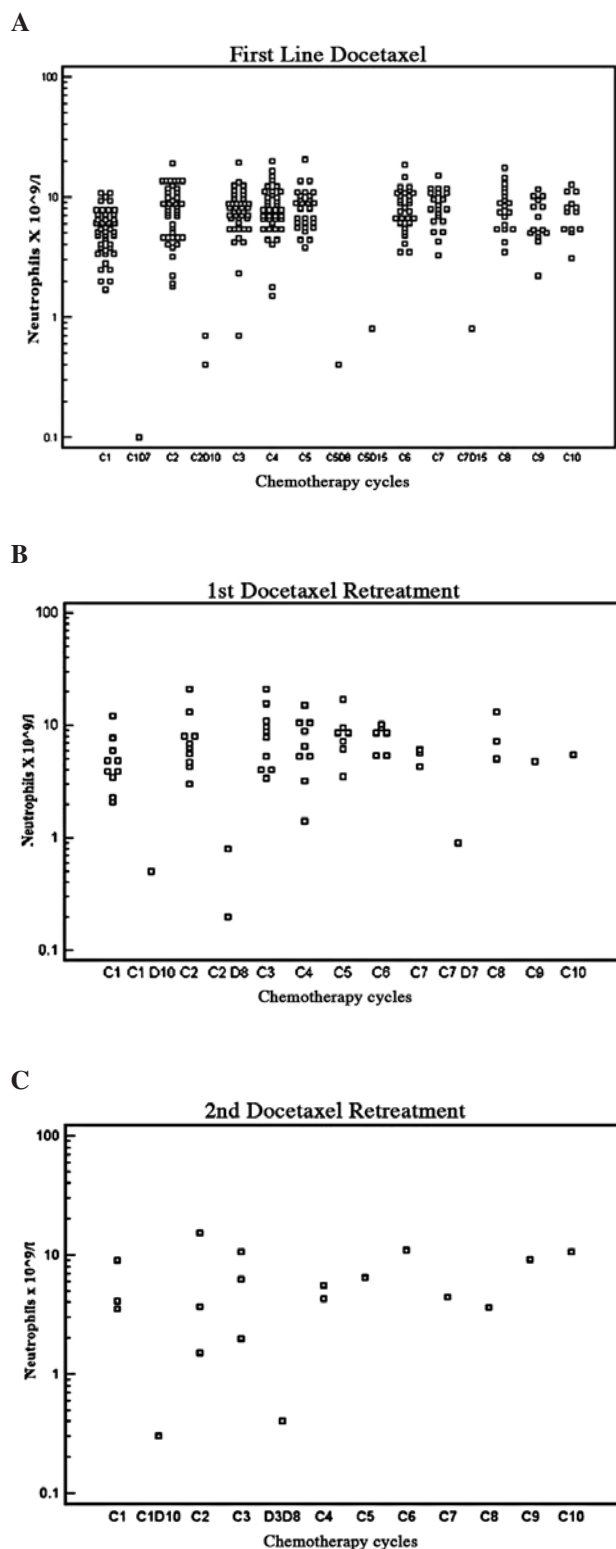 A
First Line Docetaxel
Neutrophils X 10^9/l
100
10
1
0.1
C1 C1D7 C2 C2D10 C3 C4 C5 C5D8 C5D15 C6 C7 C7D15 C8 C9 C10
Chemotherapy cycles
B
1st Docetaxel Retreatment
Neutrophils X 10^9/l
100
10
1
0.1
C1 C1 D10 C2 C2 D8 C3 C4 C5 C6 C7 C7 D7 C8 C9 C10
Chemotherapy cycles
C
2nd Docetaxel Retreatment
Neutrophils x 10^9/l
100
10
1
0.1
C1 C1D10 C2 C3 D3D8 C4 C5 C6 C7 C8 C9 C10
Chemotherapy cycles